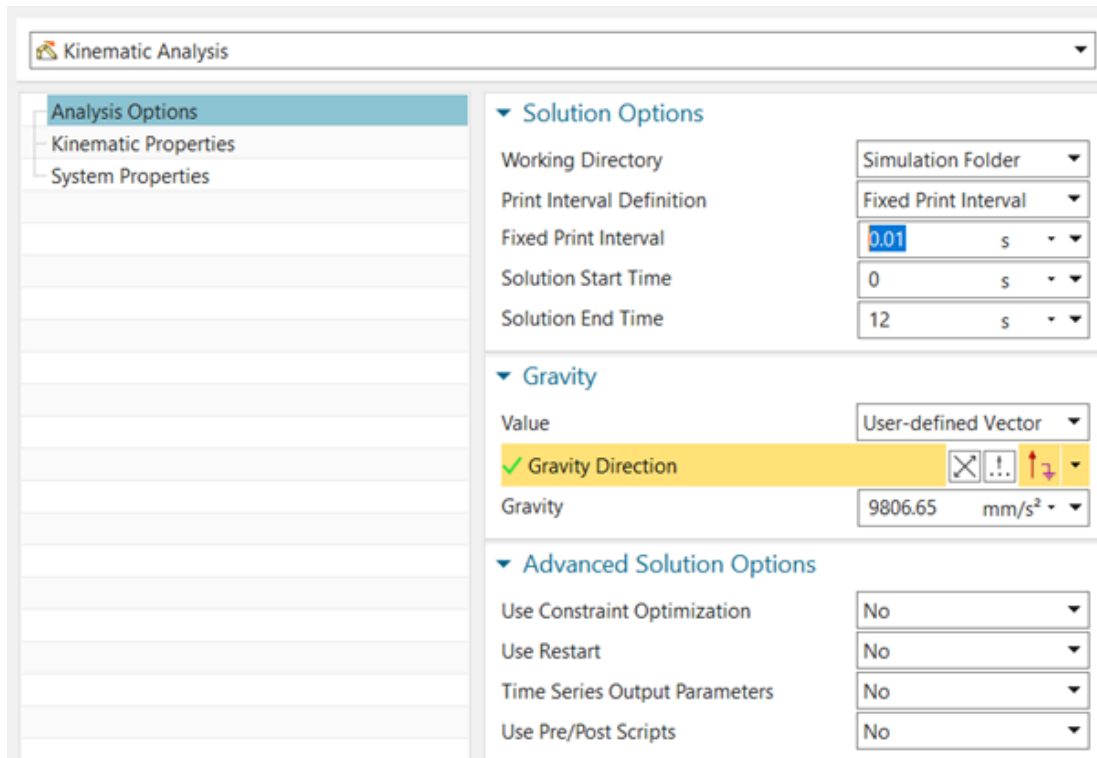 Kinematic Analysis
Analysis Options
Kinematic Properties
System Properties
Solution Options
Working Directory Simulation Folder
Print Interval Definition Fixed Print Interval
Fixed Print Interval 0.01 s
Solution Start Time 0 s
Solution End Time 12 s
Gravity
Value User-defined Vector
Gravity Direction
Gravity 9806.65 mm/s²
Advanced Solution Options
Use Constraint Optimization No
Use Restart No
Time Series Output Parameters No
Use Pre/Post Scripts No